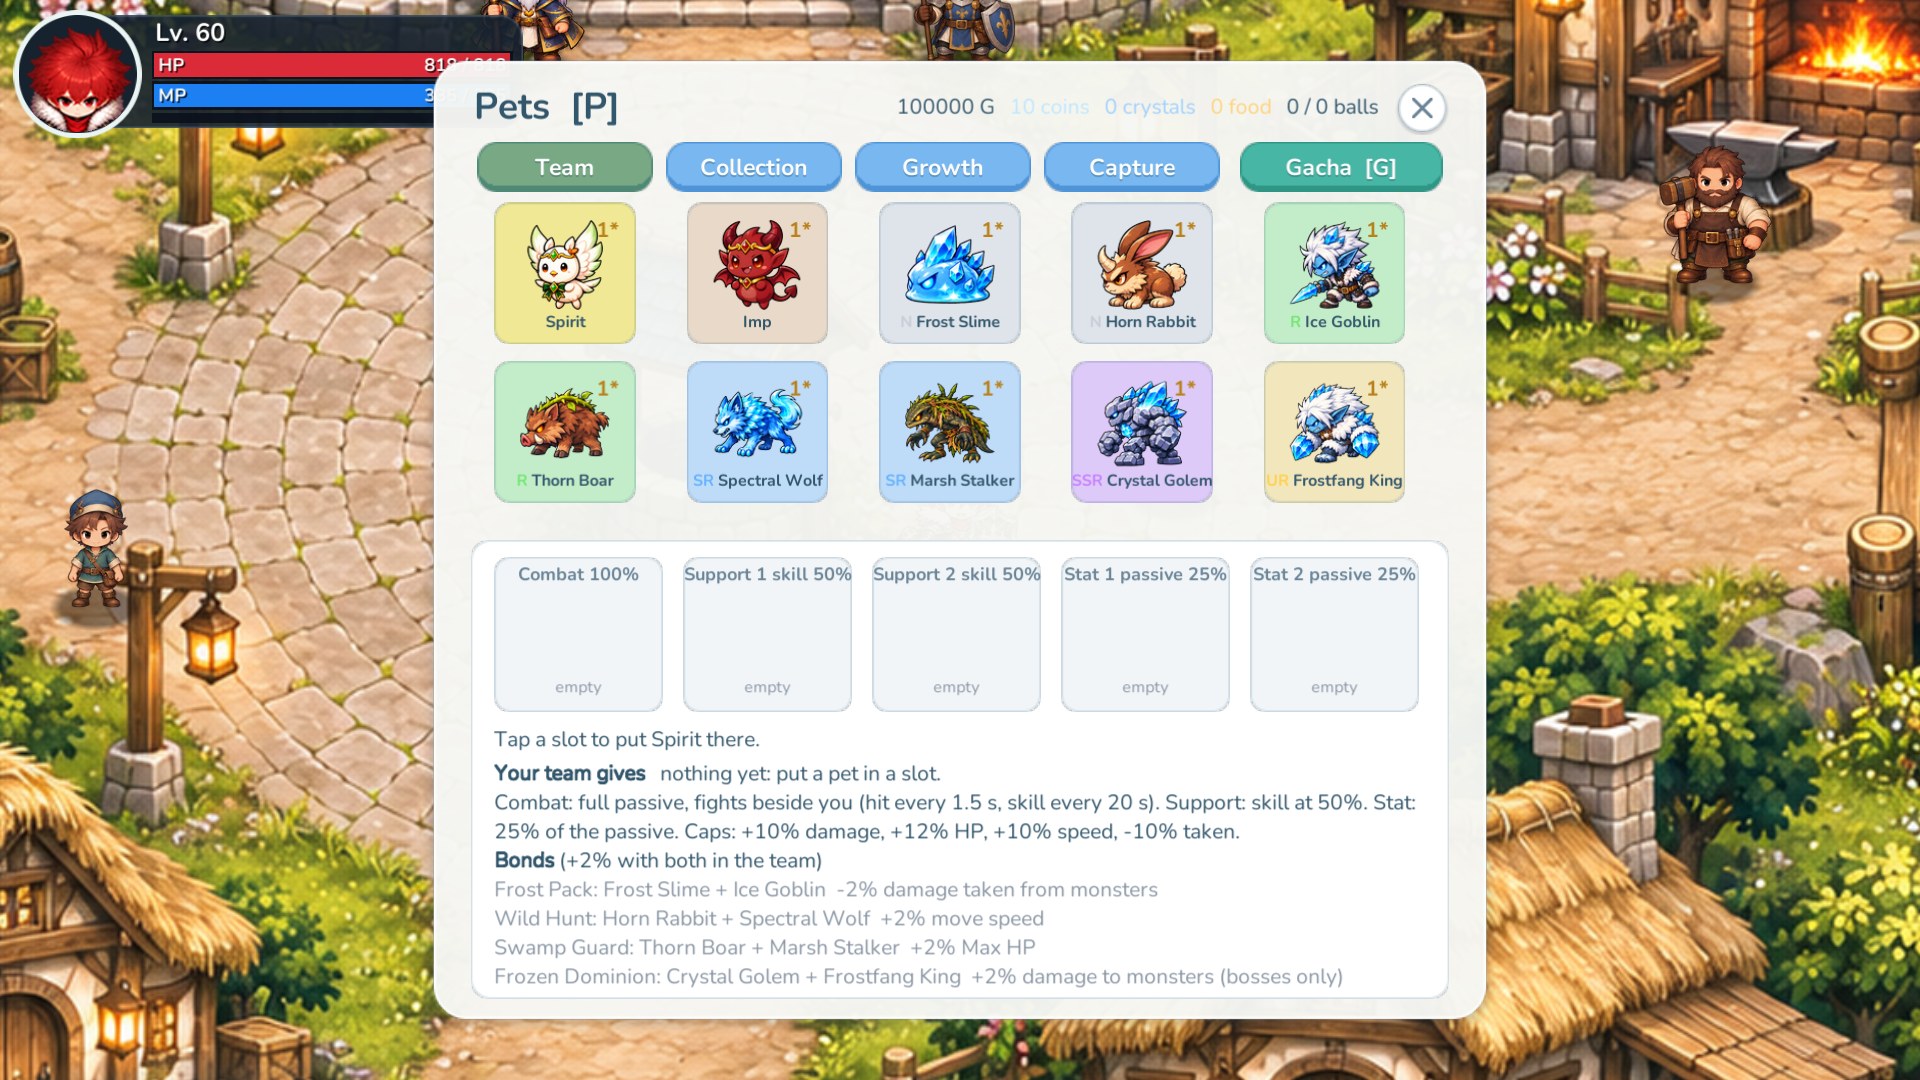 Lv. 60
HP 818 / 818
MP
Pets [P]
100000 G 10 coins 0 crystals 0 food 0 / 0 balls
Team Collection Growth Capture Gacha [G]
1* 1* 1* 1* 1*
Spirit Imp N Frost Slime N Horn Rabbit R Ice Goblin
1* 1* 1* 1* 1*
R Thorn Boar SR Spectral Wolf SR Marsh Stalker SSR Crystal Golem UR Frostfang King
Combat 100% Support 1 skill 50% Support 2 skill 50% Stat 1 passive 25% Stat 2 passive 25%
empty empty empty empty empty
Tap a slot to put Spirit there.
Your team gives nothing yet: put a pet in a slot.
Combat: full passive, fights beside you (hit every 1.5 s, skill every 20 s). Support: skill at 50%. Stat:
25% of the passive. Caps: +10% damage, +12% HP, +10% speed, -10% taken.
Bonds (+2% with both in the team)
Frost Pack: Frost Slime + Ice Goblin -2% damage taken from monsters
Wild Hunt: Horn Rabbit + Spectral Wolf +2% move speed
Swamp Guard: Thorn Boar + Marsh Stalker +2% Max HP
Frozen Dominion: Crystal Golem + Frostfang King +2% damage to monsters (bosses only)